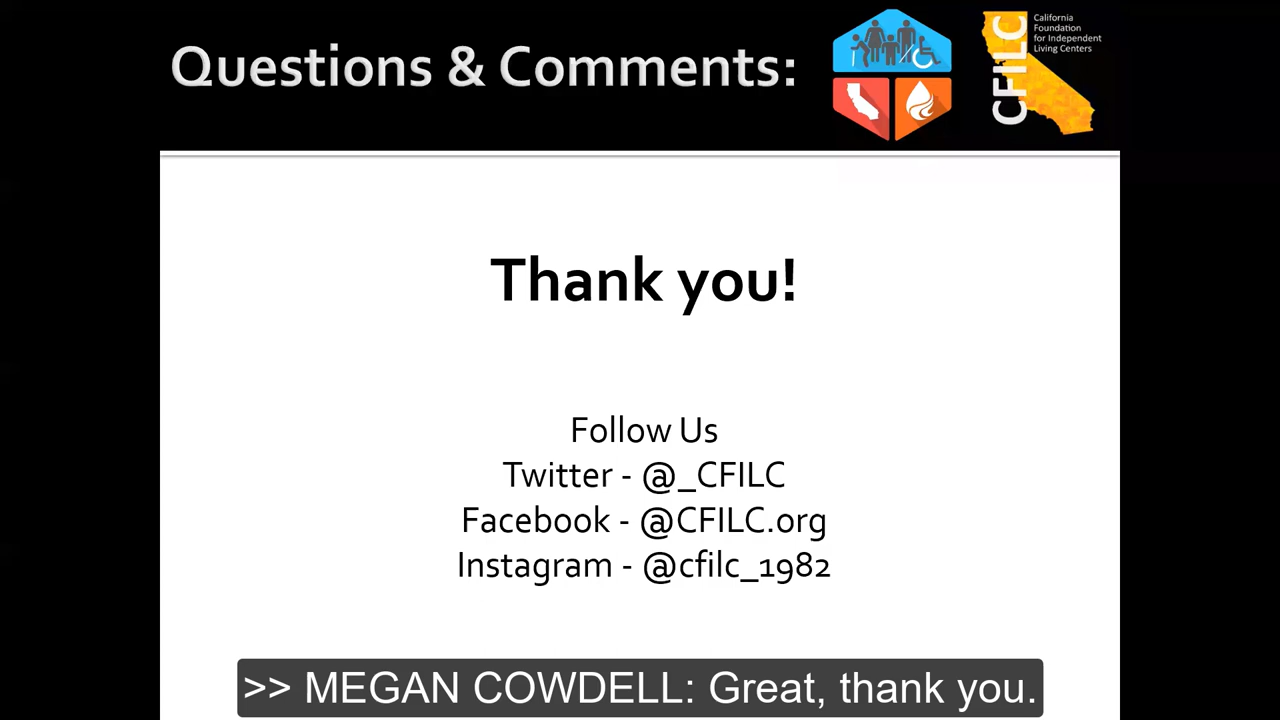 Questions & Comments:
CFILC
California
Foundation
for Independent
Living Centers
Thank you!
Follow Us
Twitter - @_CFILC
Facebook - @CFILC.org
Instagram - @cfilc_1982
>> MEGAN COWDELL: Great, thank you.